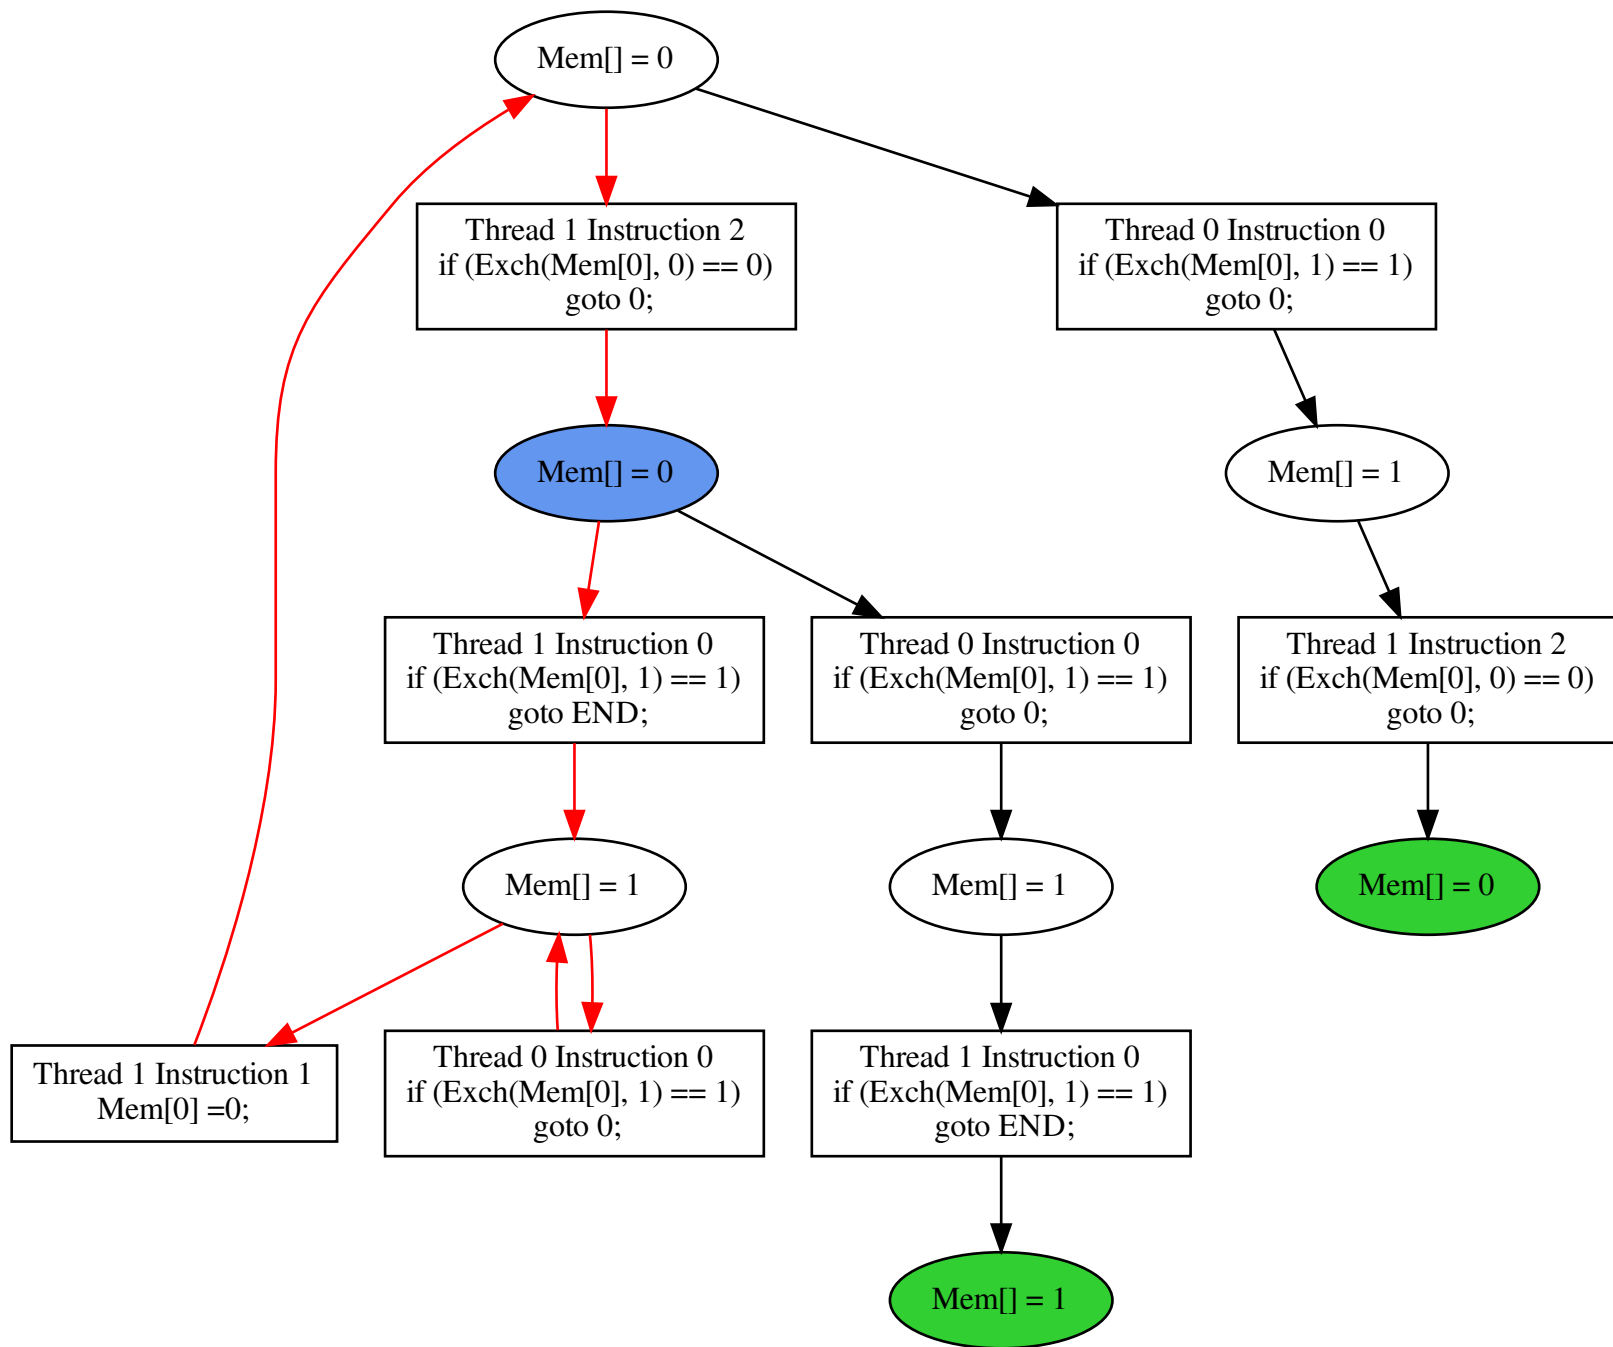 Mem[] = 0
Thread 1 Instruction 2
if (Exch(Mem[0], 0) == 0)
goto 0;
Thread 0 Instruction 0
if (Exch(Mem[0], 1) == 1)
goto 0;
Mem[] = 0
Mem[] = 1
Thread 1 Instruction 0
if (Exch(Mem[0], 1) == 1)
goto END;
Thread 0 Instruction 0
if (Exch(Mem[0], 1) == 1)
goto 0;
Thread 1 Instruction 2
if (Exch(Mem[0], 0) == 0)
goto 0;
Mem[] = 1
Mem[] = 1
Mem[] = 0
Thread 1 Instruction 1
Mem[0] =0;
Thread 0 Instruction 0
if (Exch(Mem[0], 1) == 1)
goto 0;
Thread 1 Instruction 0
if (Exch(Mem[0], 1) == 1)
goto END;
Mem[] = 1